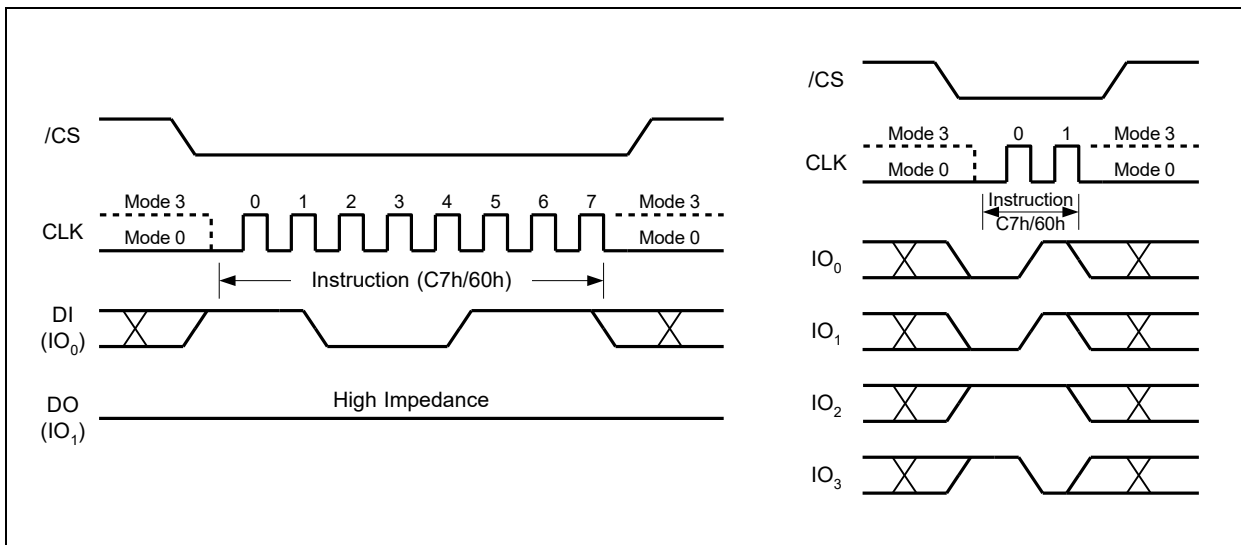 /CS
Mode 3 0 1 2 3 4 5 6 7 Mode 3
CLK Mode 0 Mode 0
Instruction (C7h/60h)
DI
(IO₀)
High Impedance
DO
(IO₁)
/CS
Mode 3 0 1 Mode 3
CLK Mode 0 Mode 0
Instruction
C7h/60h
IO₀
IO₁
IO₂
IO₃